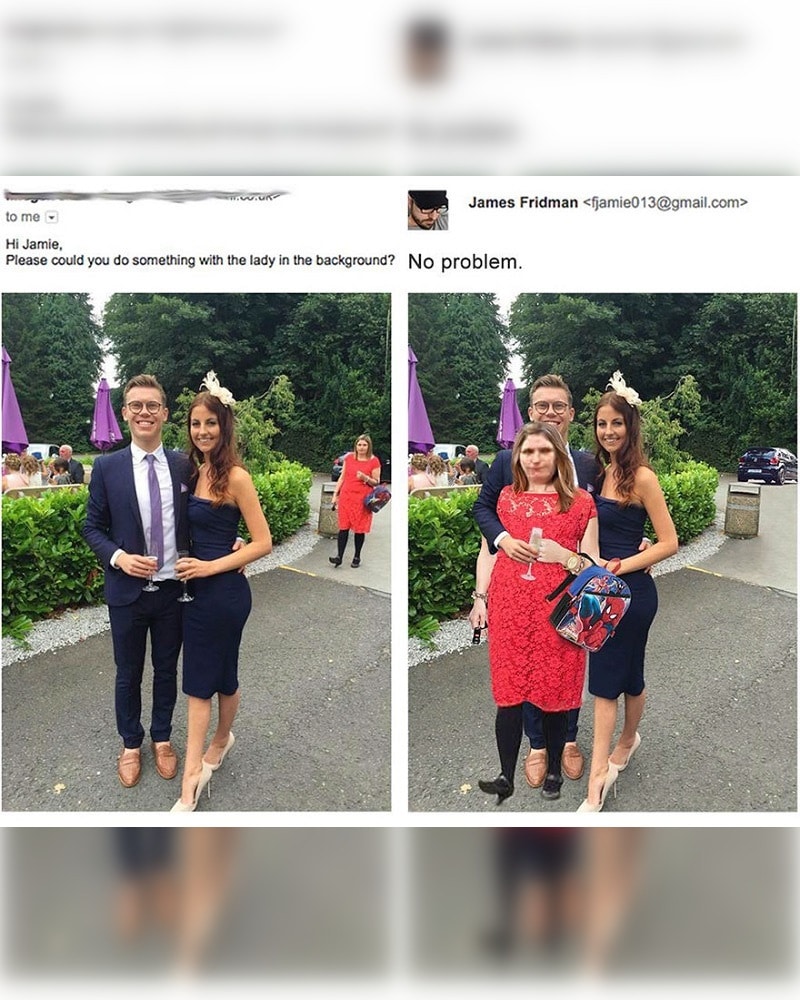 to me
Hi Jamie,
Please could you do something with the lady in the background?
James Fridman <fjamie013@gmail.com>
No problem.